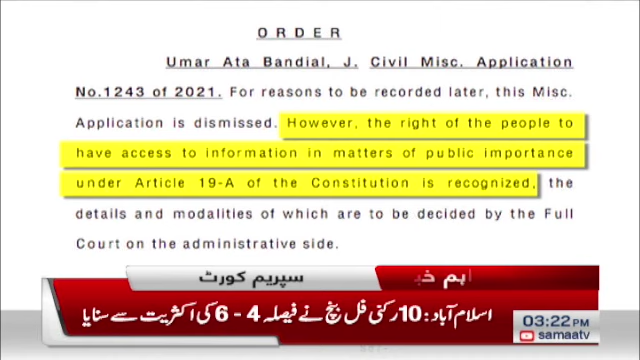 ORDER
Umar Ata Bandial, J. Civil Misc. Application
No.1243 of 2021. For reasons to be recorded later, this Misc.
Application is dismissed. However, the right of the people to
have access to information in matters of public importance
under Article 19-A of the Constitution is recognized, the
details and modalities of which are to be decided by the Full
Court on the administrative side.
سپریم کورٹ
اہم خبر
اسلام آباد: 10 رکنی فل بنچ نے فیصلہ 4 - 6 کی اکثریت سے سنایا
03:22 PM
samaatv